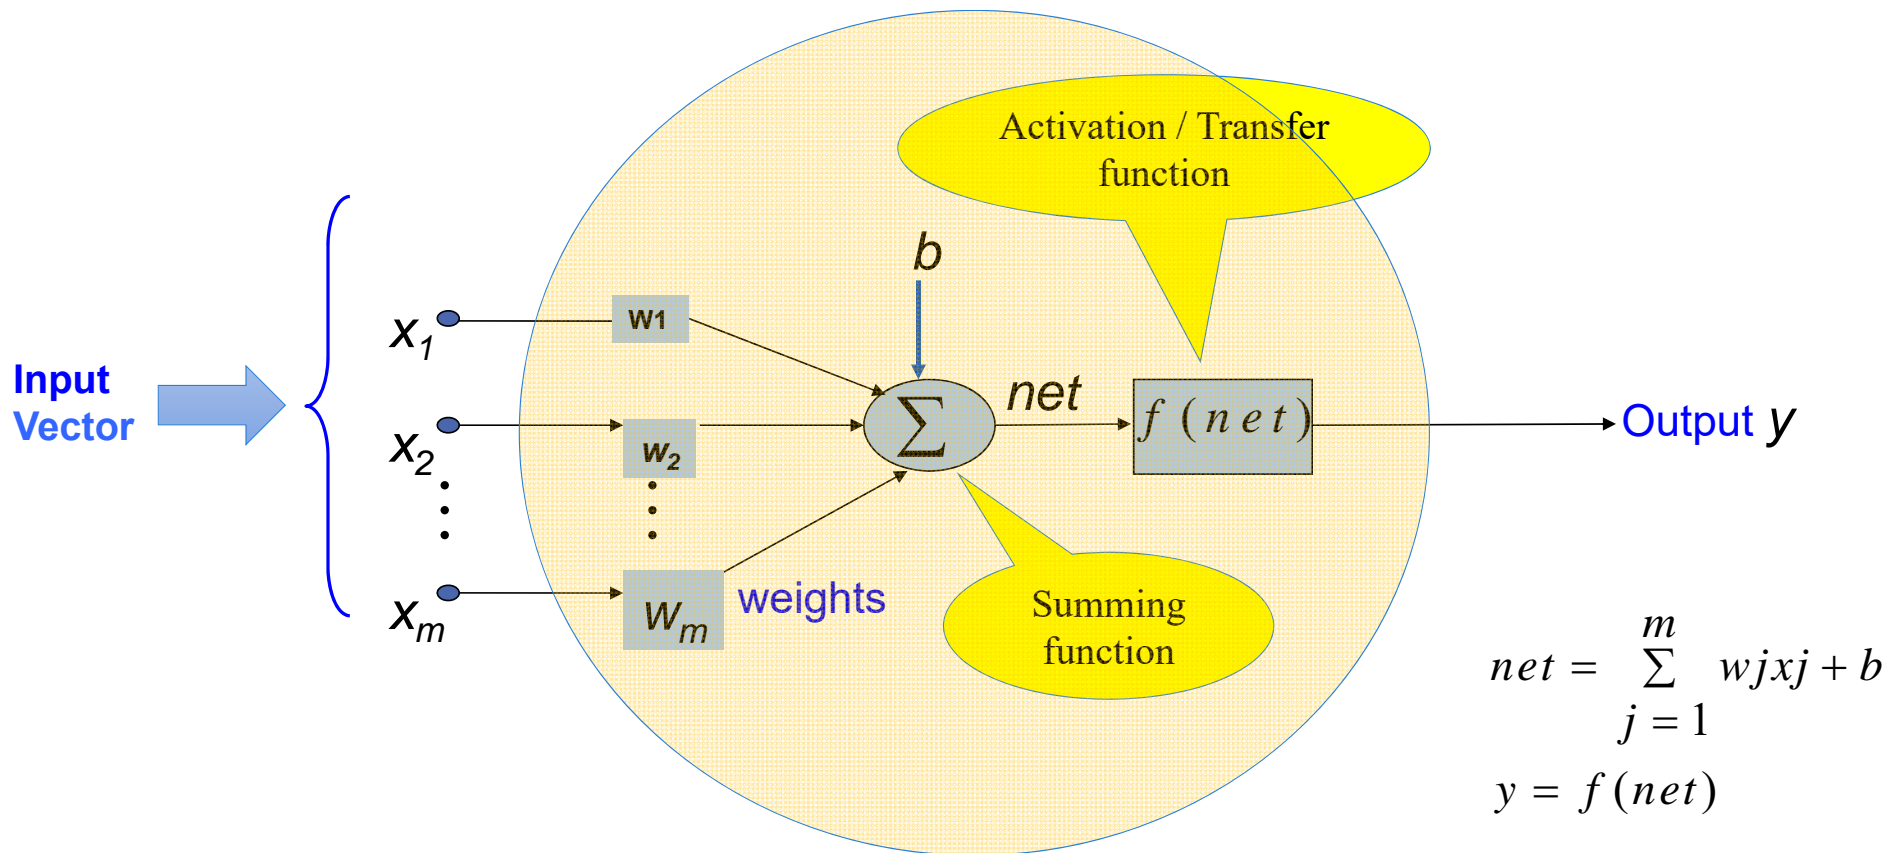 Activation / Transfer
function
b
x1
w1
Input
Vector
net
∑
f (net)
Output y
x2
w2
xm
Wm
weights
Summing
function
m
net = ∑ wjxj + b
j = 1
y = f (net)